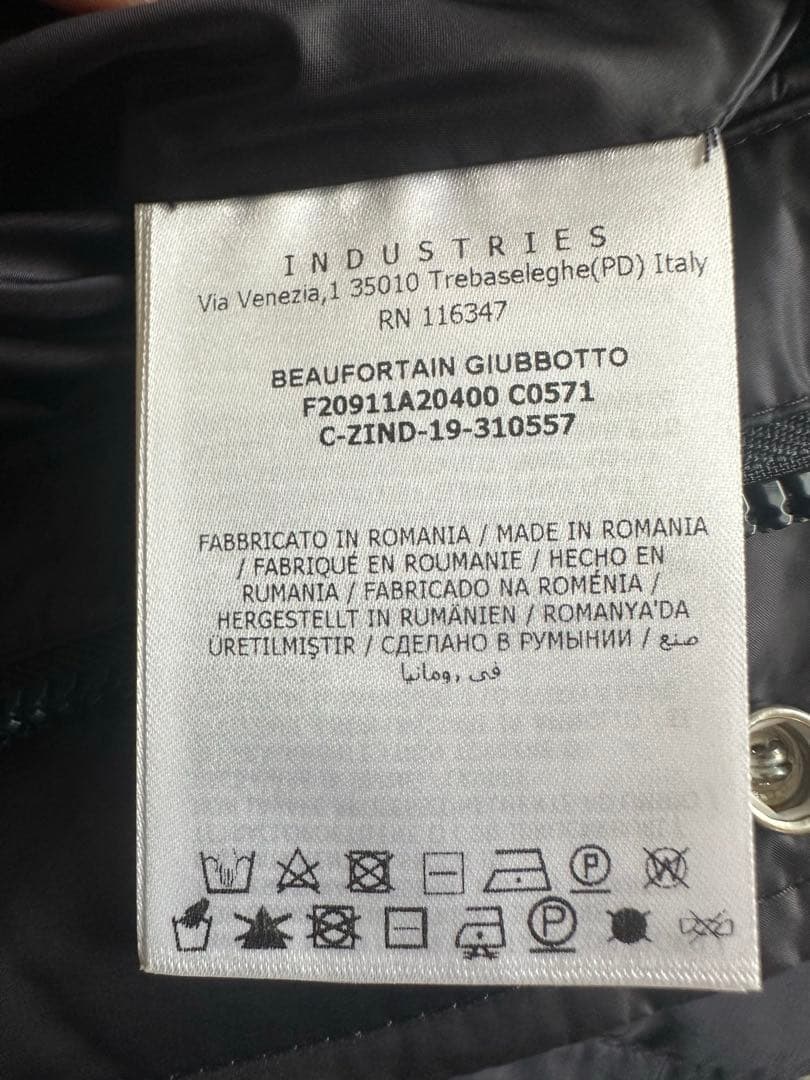 INDUSTRIES
Via Venezia,1 35010 Trebaseleghe(PD) Italy
RN 116347
BEAUFORTAIN GIUBBOTTO
F20911A20400 C0571
C-ZIND-19-310557
FABBRICATO IN ROMANIA / MADE IN ROMANIA
/ FABRIQUÉ EN ROUMANIE / HECHO EN
RUMANIA / FABRICADO NA ROMÉNIA /
HERGESTELLT IN RUMÄNIEN / ROMANYA'DA
ÜRETILMIŞTIR / СДЕЛАНО В РУМЫНИИ / صنع
في رومانيا
P W
P